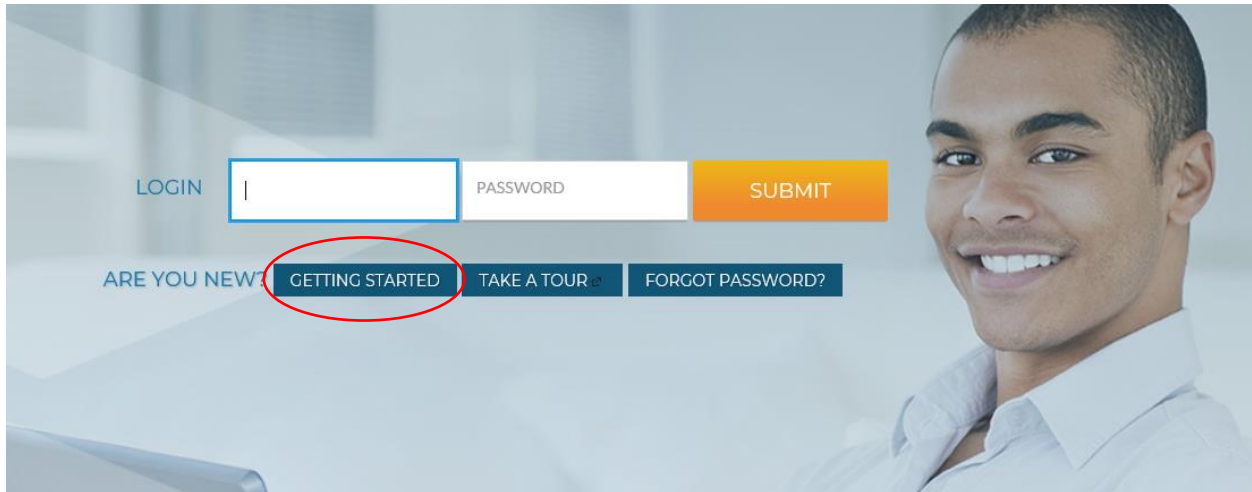 LOGIN PASSWORD SUBMIT
ARE YOU NEW? GETTING STARTED TAKE A TOUR FORGOT PASSWORD?